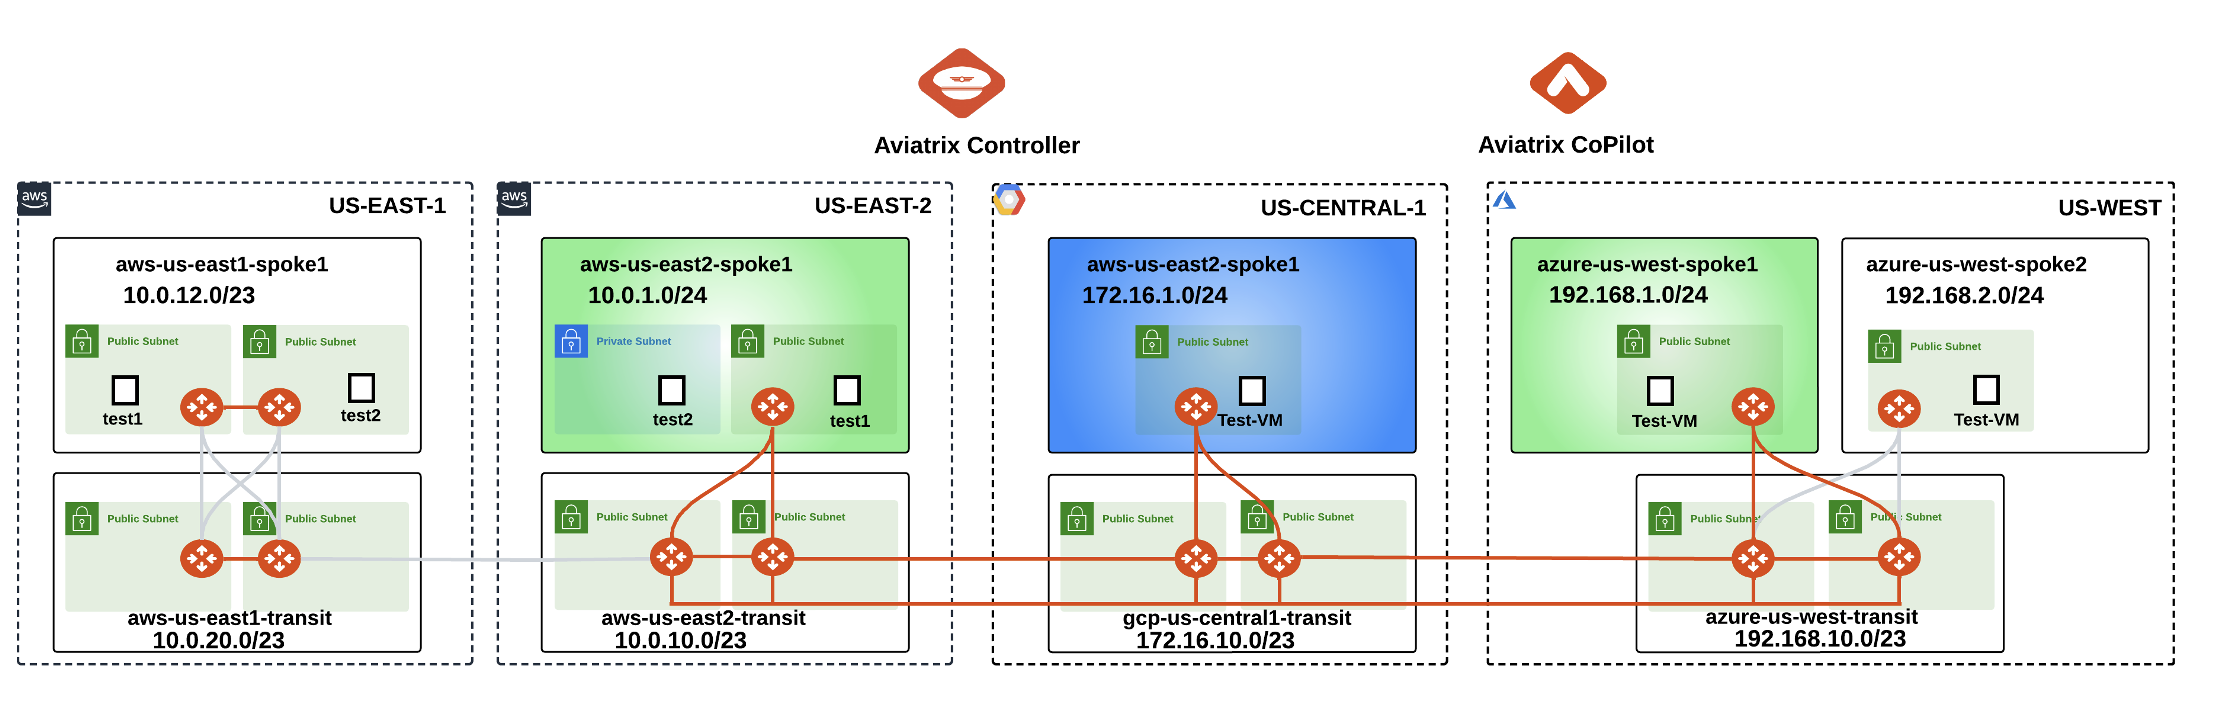 Aviatrix Controller
Aviatrix CoPilot
aws
US-EAST-1
aws-us-east1-spoke1
10.0.12.0/23
Public Subnet
Public Subnet
test1
test2
Public Subnet
Public Subnet
aws-us-east1-transit
10.0.20.0/23
aws
US-EAST-2
aws-us-east2-spoke1
10.0.1.0/24
Private Subnet
Public Subnet
test2
test1
Public Subnet
Public Subnet
aws-us-east2-transit
10.0.10.0/23
US-CENTRAL-1
aws-us-east2-spoke1
172.16.1.0/24
Public Subnet
Test-VM
Public Subnet
Public Subnet
gcp-us-central1-transit
172.16.10.0/23
US-WEST
azure-us-west-spoke1
192.168.1.0/24
Public Subnet
Test-VM
azure-us-west-spoke2
192.168.2.0/24
Public Subnet
Test-VM
Public Subnet
Public Subnet
azure-us-west-transit
192.168.10.0/23